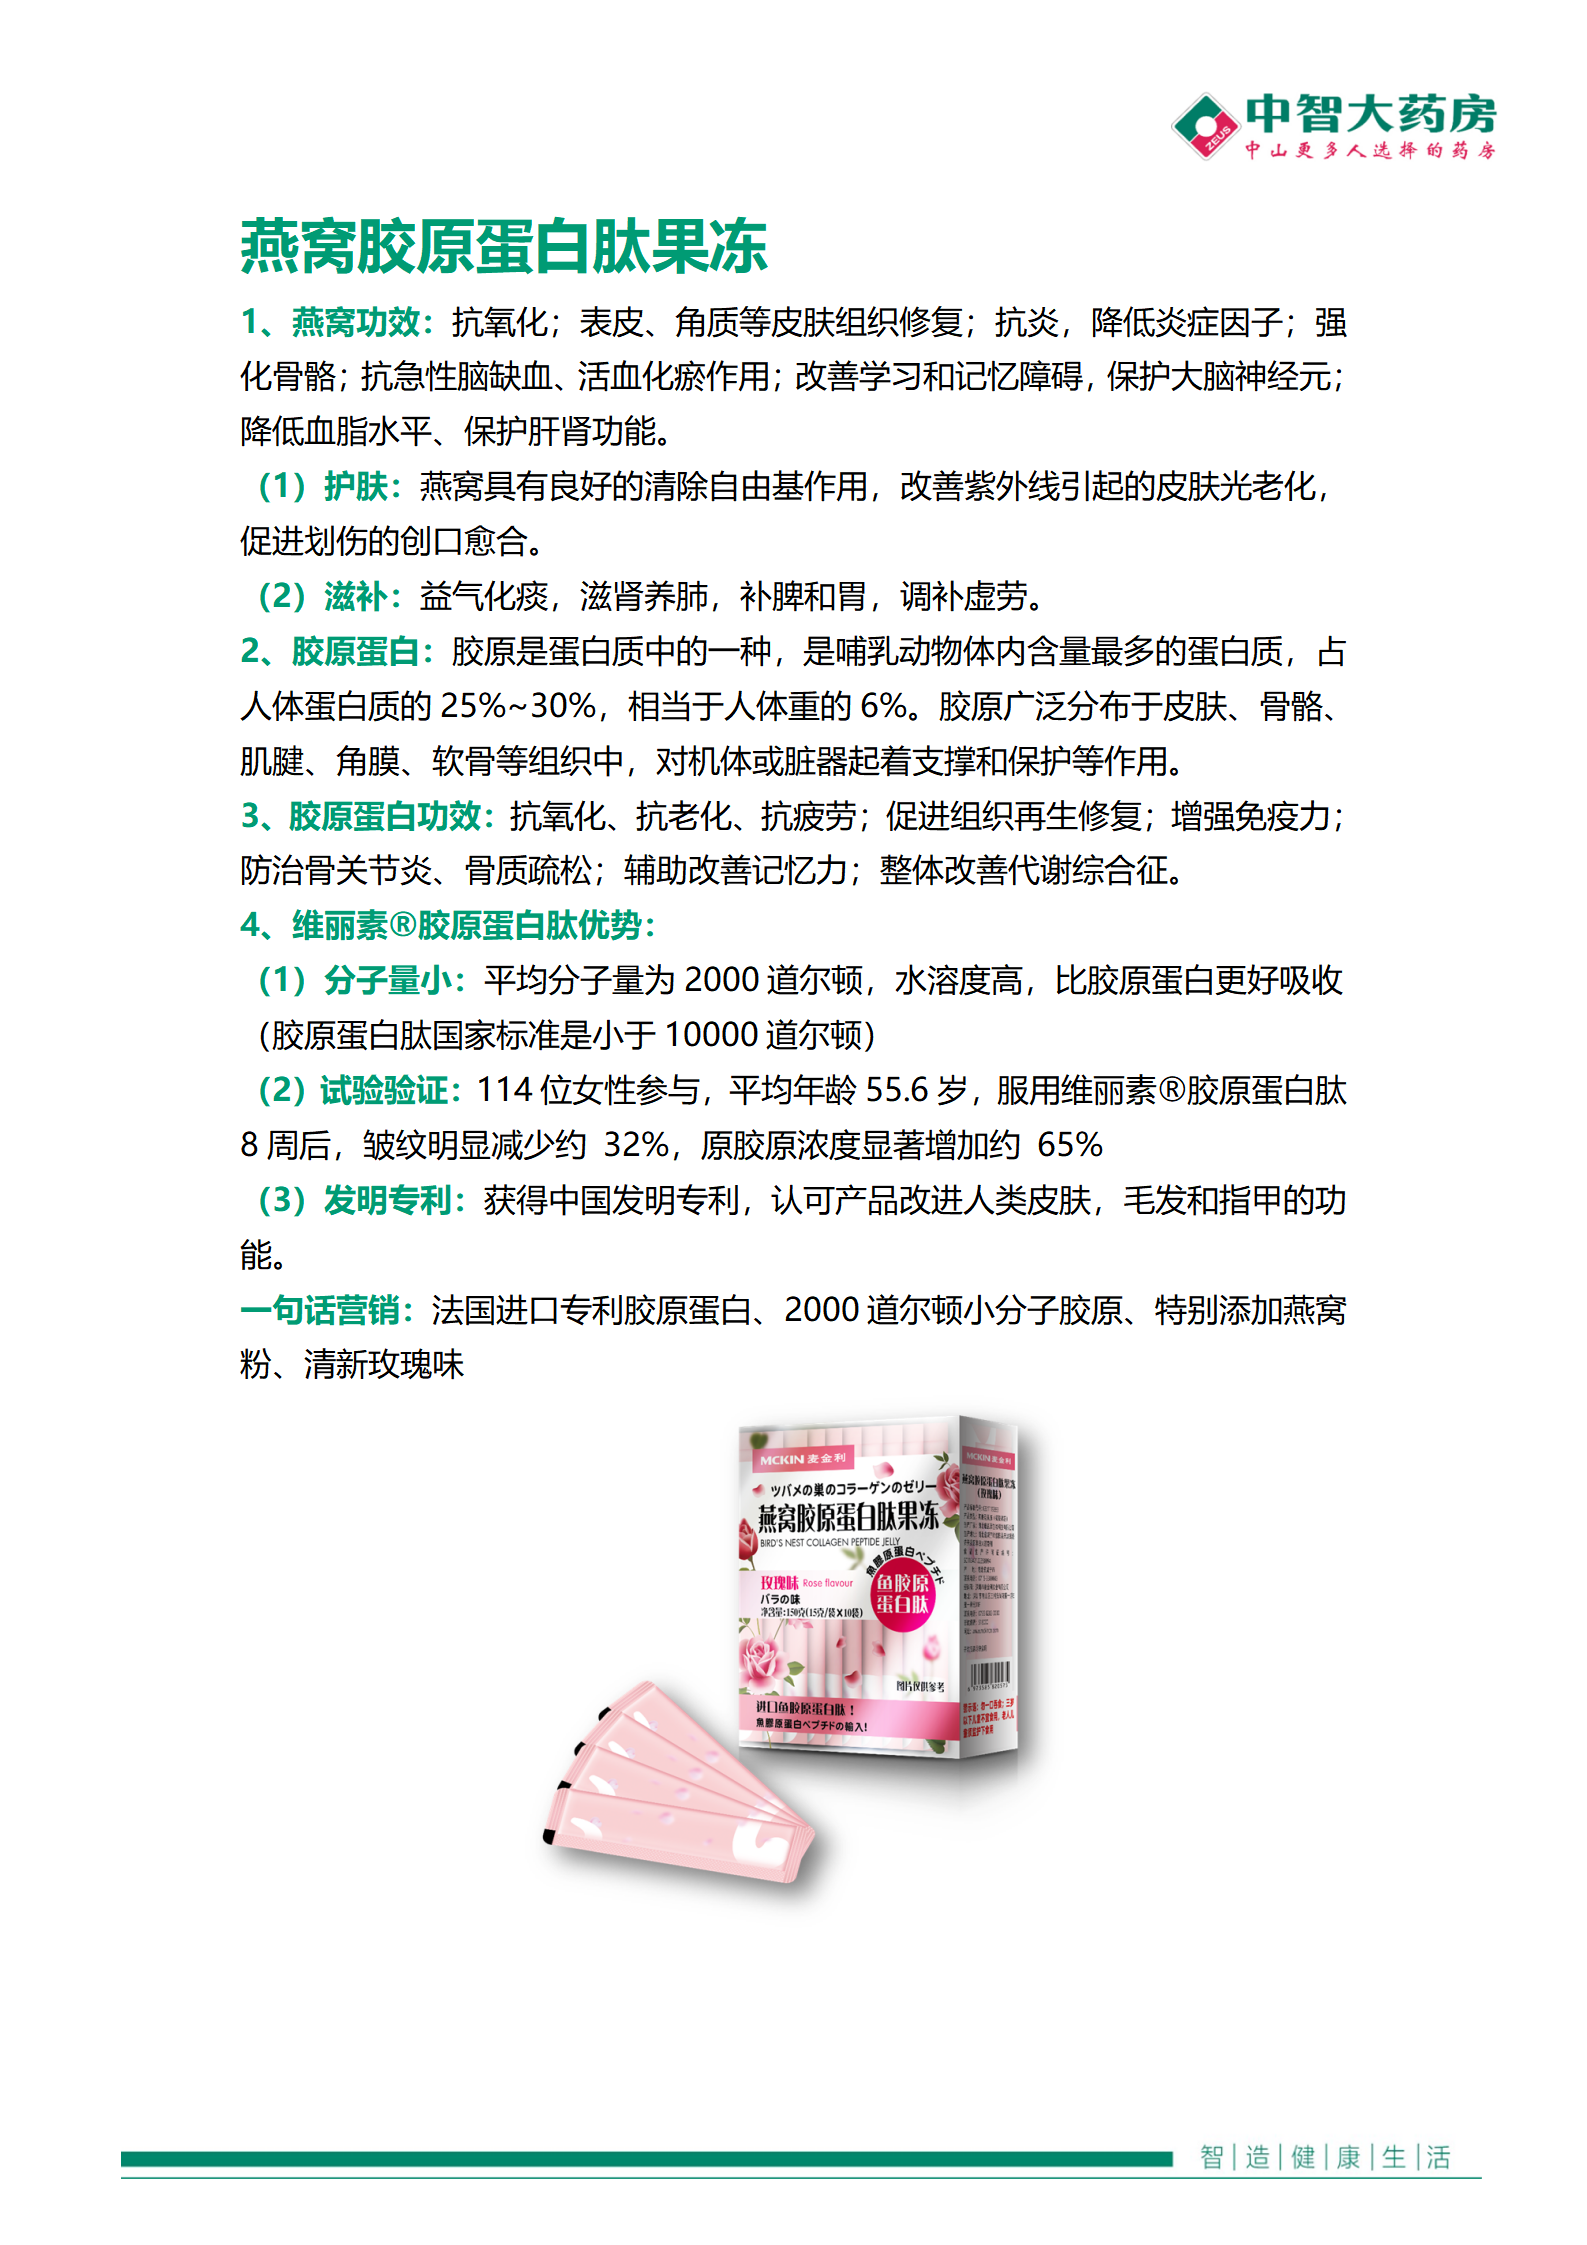 中智大药房
ZEUS
中山更多人选择的药房
燕窝胶原蛋白肽果冻
1、燕窝功效：抗氧化；表皮、角质等皮肤组织修复；抗炎，降低炎症因子；强
化骨骼；抗急性脑缺血、活血化瘀作用；改善学习和记忆障碍，保护大脑神经元；
降低血脂水平、保护肝肾功能。
（1）护肤：燕窝具有良好的清除自由基作用，改善紫外线引起的皮肤光老化，
促进划伤的创口愈合。
（2）滋补：益气化痰，滋肾养肺，补脾和胃，调补虚劳。
2、胶原蛋白：胶原是蛋白质中的一种，是哺乳动物体内含量最多的蛋白质，占
人体蛋白质的 25%~30%，相当于人体重的 6%。胶原广泛分布于皮肤、骨骼、
肌腱、角膜、软骨等组织中，对机体或脏器起着支撑和保护等作用。
3、胶原蛋白功效：抗氧化、抗老化、抗疲劳；促进组织再生修复；增强免疫力；
防治骨关节炎、骨质疏松；辅助改善记忆力；整体改善代谢综合征。
4、维丽素®胶原蛋白肽优势：
（1）分子量小：平均分子量为 2000 道尔顿，水溶度高，比胶原蛋白更好吸收
（胶原蛋白肽国家标准是小于 10000 道尔顿）
（2）试验验证：114 位女性参与，平均年龄 55.6 岁，服用维丽素®胶原蛋白肽
8 周后，皱纹明显减少约 32%，原胶原浓度显著增加约 65%
（3）发明专利：获得中国发明专利，认可产品改进人类皮肤，毛发和指甲的功
能。
一句话营销：法国进口专利胶原蛋白、2000 道尔顿小分子胶原、特别添加燕窝
粉、清新玫瑰味
MCKIN 麦金利
ツバメの巣のコラーゲンのゼリー
燕窝胶原蛋白肽果冻
BIRD'S NEST COLLAGEN PEPTIDE JELLY
魚膠原蛋白ペプチド
鱼胶原
蛋白肽
玫瑰味 Rose flavour
バラの味
净含量:150克(15克/袋X10袋)
图片仅供参考
进口鱼胶原蛋白肽！
魚膠原蛋白ペプチドの輸入!
MCKIN 麦金利
燕窝胶原蛋白肽果冻
（玫瑰味）
智|造|健|康|生|活